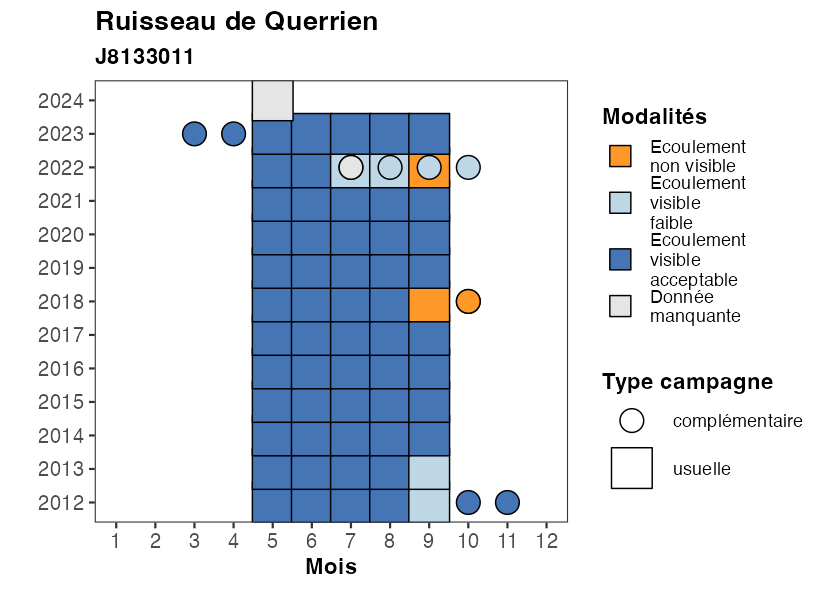 Ruisseau de Querrien
J8133011
2024
2023
2022
2021
2020
2019
2018
2017
2016
2015
2014
2013
2012
1 2 3 4 5 6 7 8 9 10 11 12
Mois
Modalités
Ecoulement
non visible
Ecoulement
visible
faible
Ecoulement
visible
acceptable
Donnée
manquante
Type campagne
complémentaire
usuelle